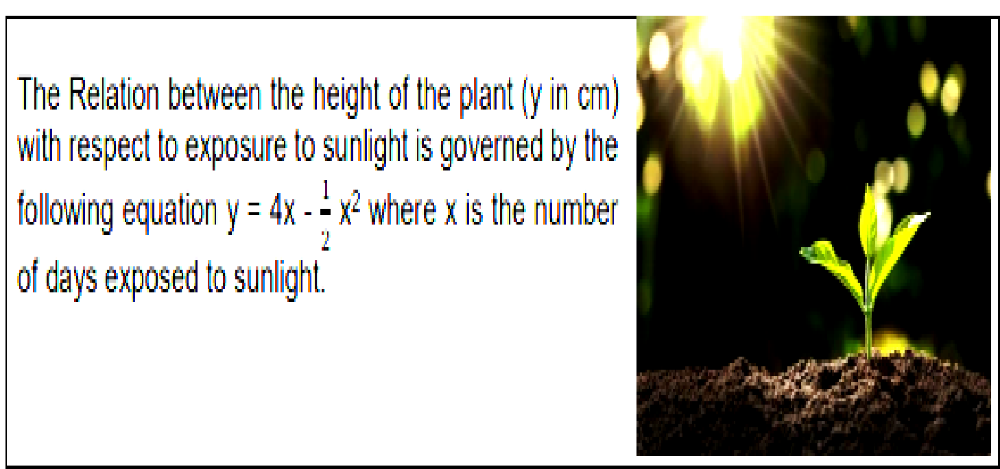 The Relation between the height of the plant (y in cm)
with respect to exposure to sunlight is governed by the
following equation y = 4x - \frac{1}{2} x² where x is the number
of days exposed to sunlight.